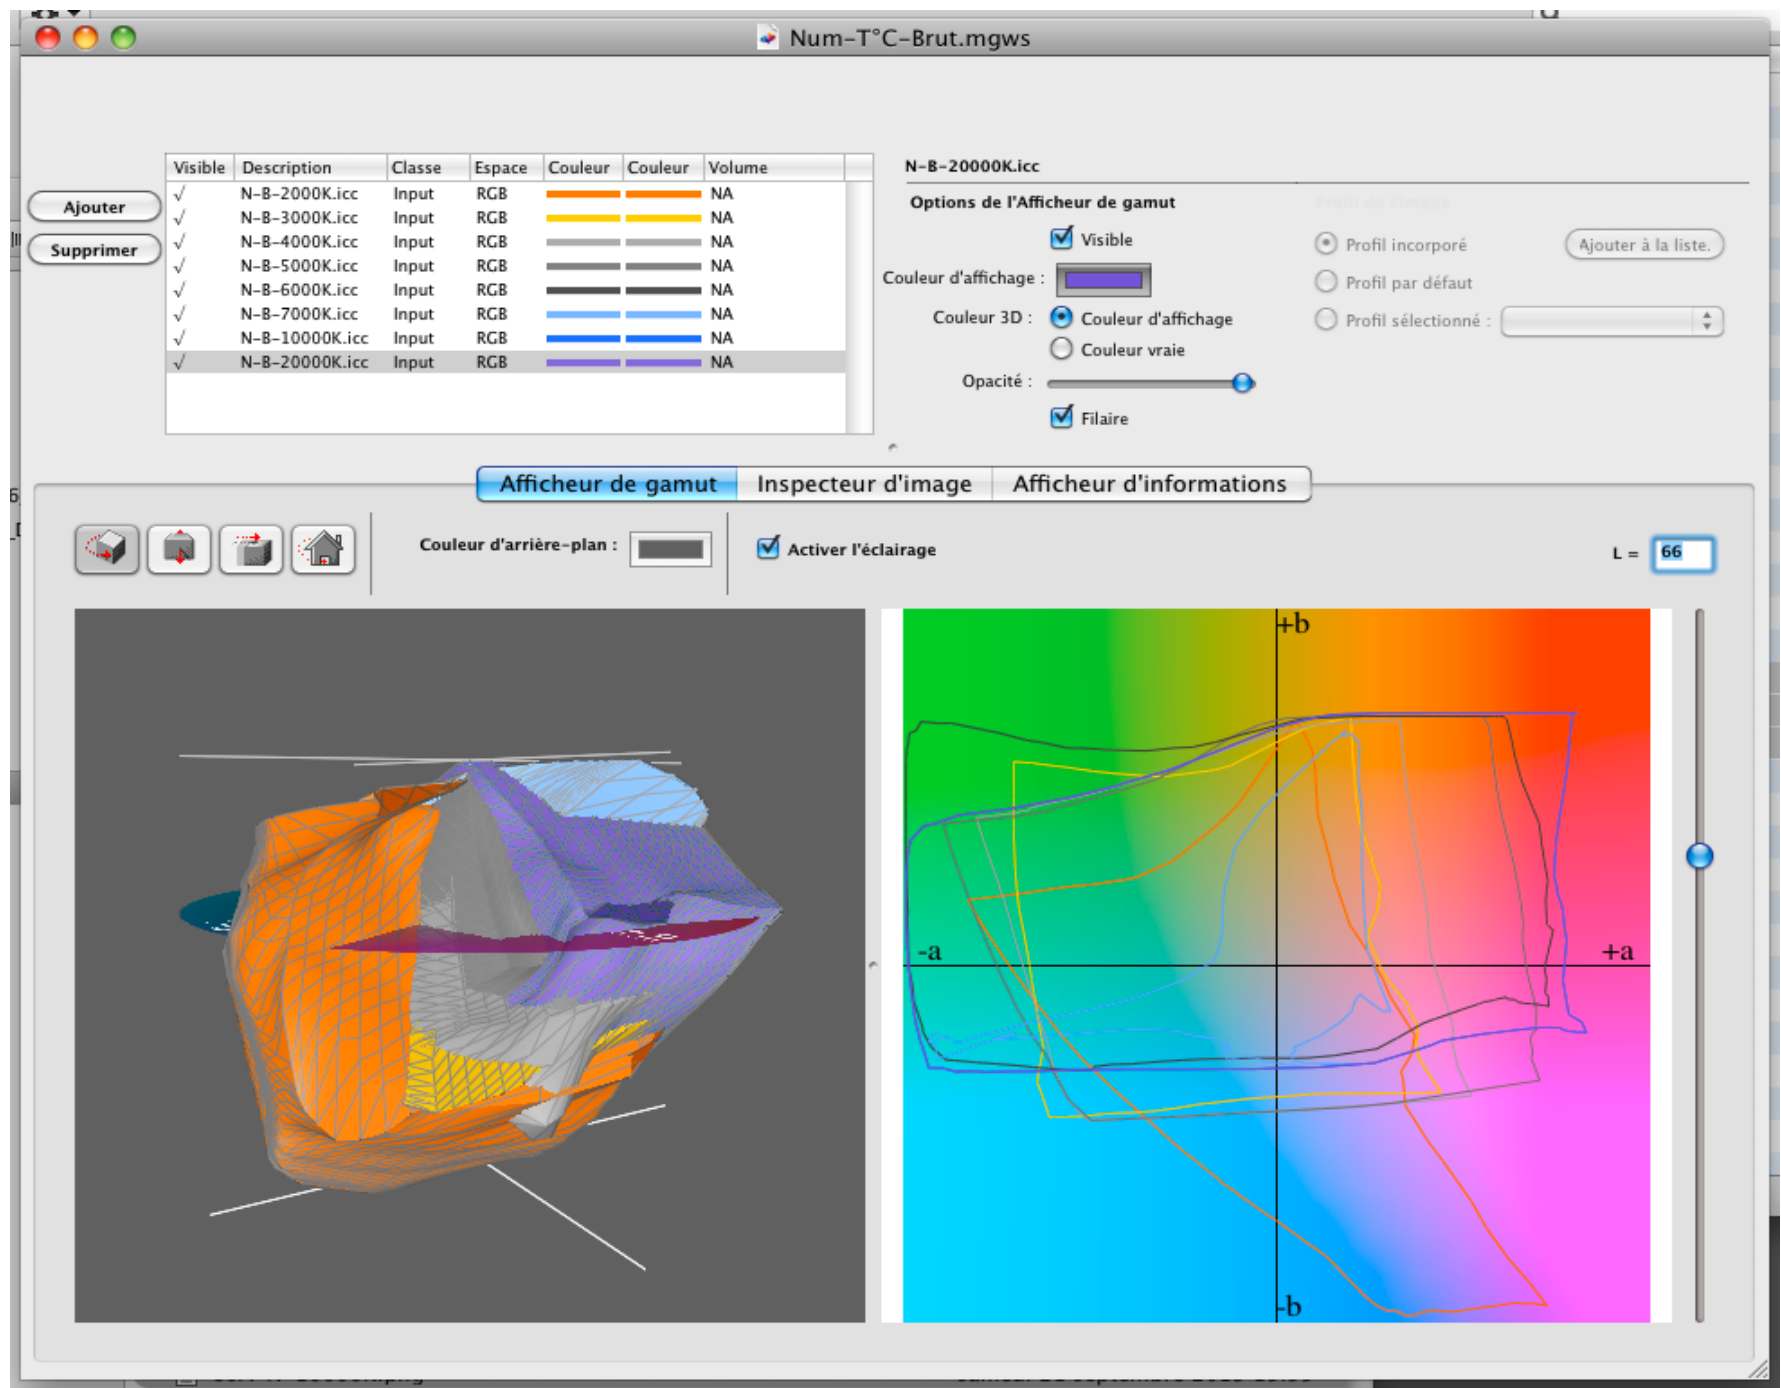 Num-T°C-Brut.mgws
Visible Description Classe Espace Couleur Couleur Volume
√ N-B-2000K.icc Input RGB NA
√ N-B-3000K.icc Input RGB NA
√ N-B-4000K.icc Input RGB NA
√ N-B-5000K.icc Input RGB NA
√ N-B-6000K.icc Input RGB NA
√ N-B-7000K.icc Input RGB NA
√ N-B-10000K.icc Input RGB NA
√ N-B-20000K.icc Input RGB NA
Ajouter
Supprimer
N-B-20000K.icc
Options de l'Afficheur de gamut
Visible
Couleur d'affichage :
Couleur 3D : Couleur d'affichage
Couleur vraie
Opacité :
Filaire
Profil de l'image
Profil incorporé Ajouter à la liste.
Profil par défaut
Profil sélectionné :
Afficheur de gamut Inspecteur d'image Afficheur d'informations
Couleur d'arrière-plan :
Activer l'éclairage
L = 66
+b
-a
+a
-b